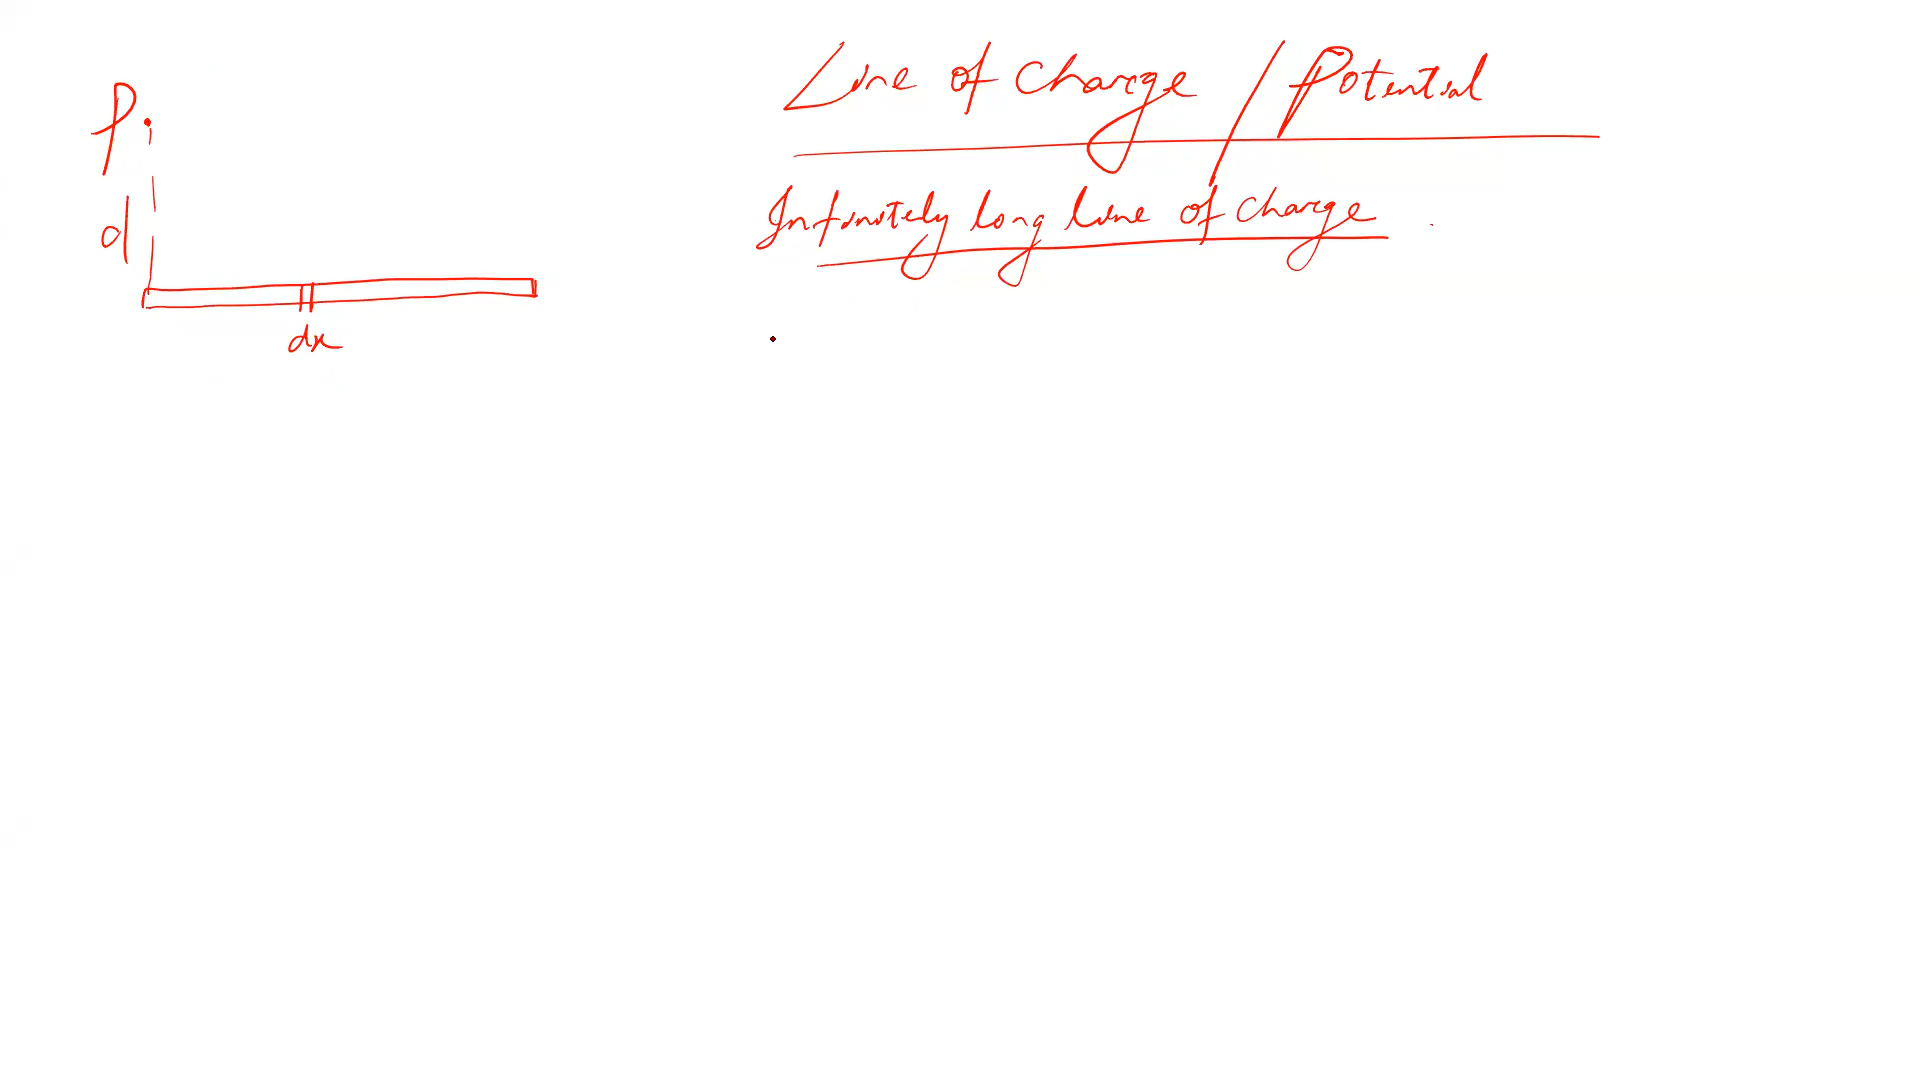 Line of Charge / Potential
Infinitely long line of charge
P
d
dx